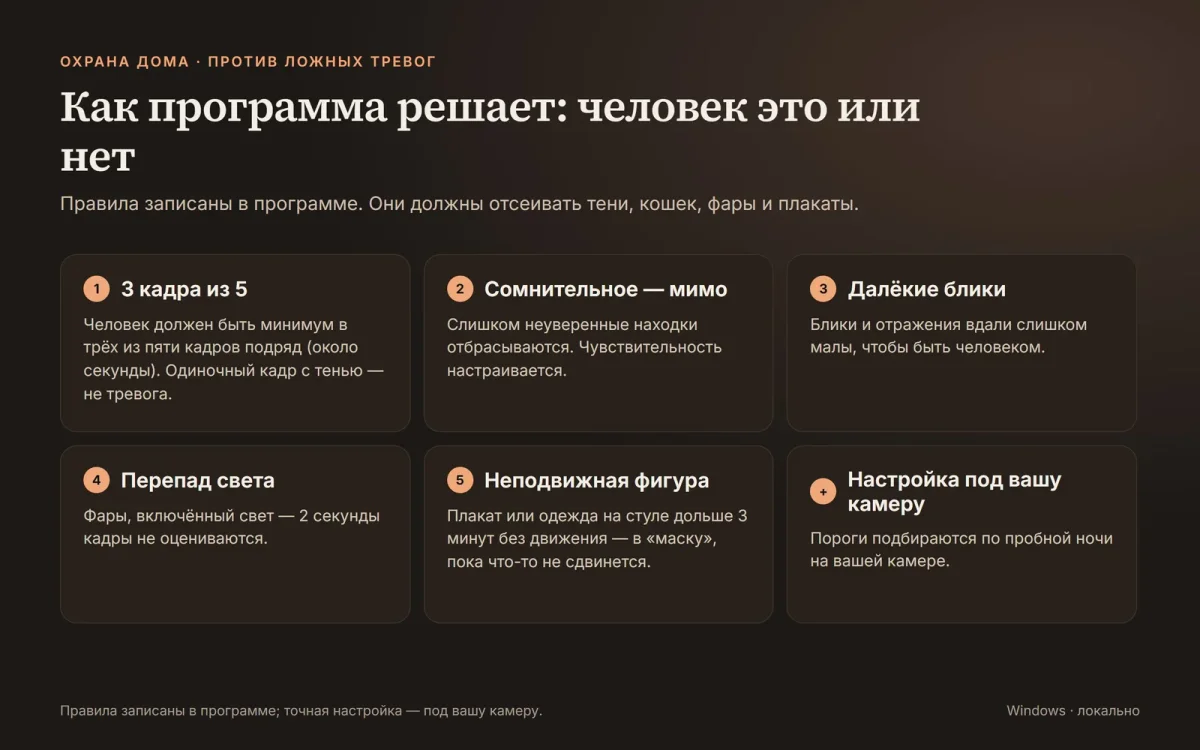 ОХРАНА ДОМА · ПРОТИВ ЛОЖНЫХ ТРЕВОГ
Как программа решает: человек это или
нет
Правила записаны в программе. Они должны отсеивать тени, кошек, фары и плакаты.
1 3 кадра из 5
Человек должен быть минимум в
трёх из пяти кадров подряд (около
секунды). Одиночный кадр с тенью —
не тревога.
2 Сомнительное — мимо
Слишком неуверенные находки
отбрасываются. Чувствительность
настраивается.
3 Далёкие блики
Блики и отражения вдали слишком
малы, чтобы быть человеком.
4 Перепад света
Фары, включённый свет — 2 секунды
кадры не оцениваются.
5 Неподвижная фигура
Плакат или одежда на стуле дольше 3
минут без движения — в «маску»,
пока что-то не сдвинется.
+ Настройка под вашу
камеру
Пороги подбираются по пробной ночи
на вашей камере.
Правила записаны в программе; точная настройка — под вашу камеру.
Windows · локально